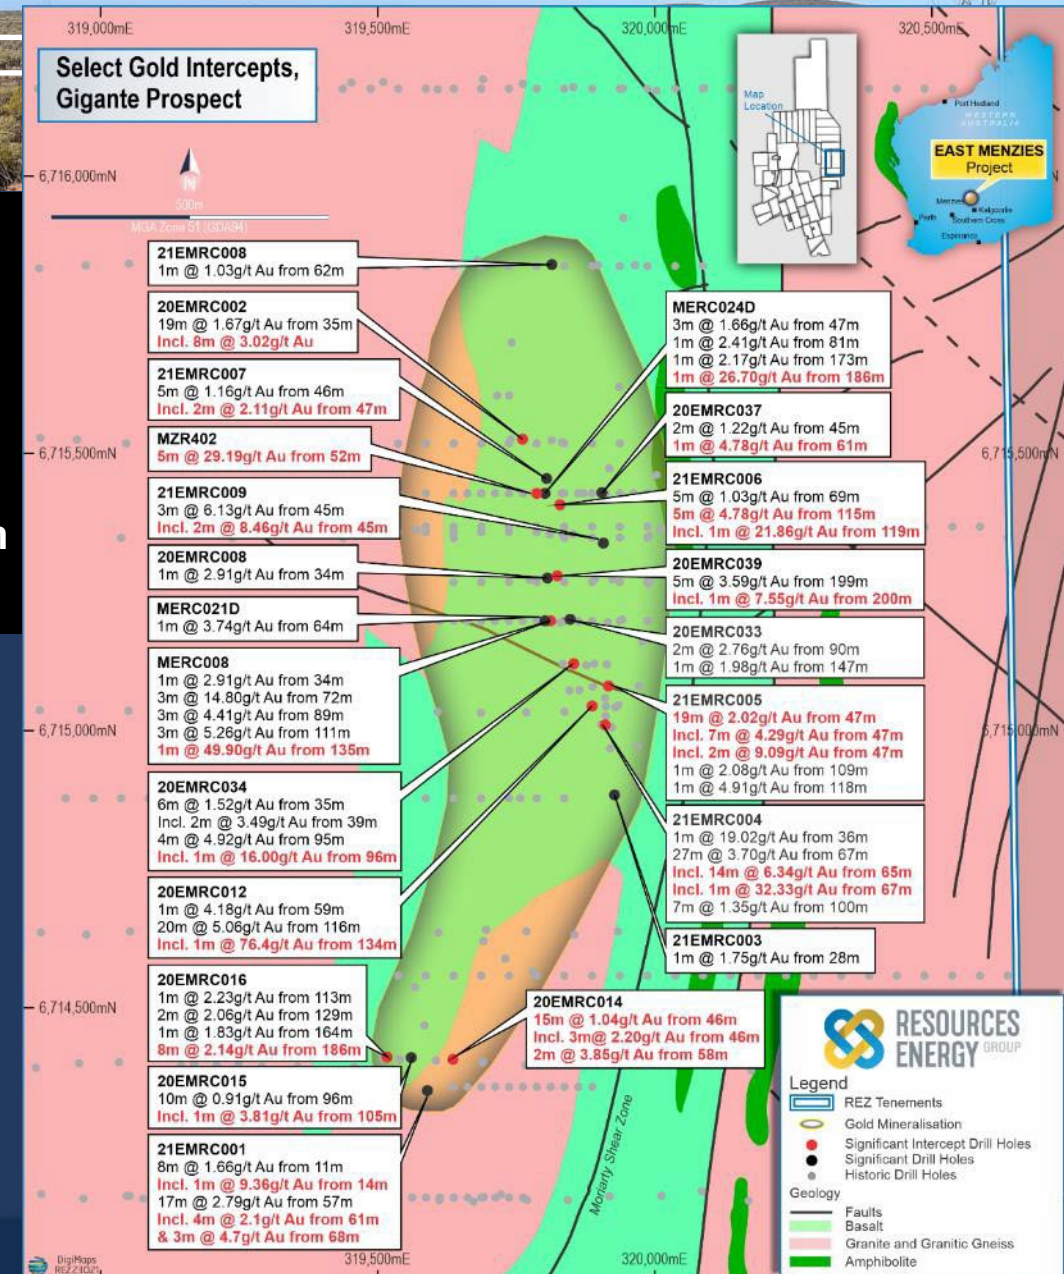 319,000mE
319,500mE
320,000mE
320,500mE
Select Gold Intercepts,
Gigante Prospect
Map
Location
Port Hedland
WESTERN
AUSTRALIA
EAST MENZIES
Project
Menzies
Kalgoorlie
Perth
Southern Cross
Esperance
6,716,000mN
N
500m
MGA Zone 51 (GDA94)
21EMRC008
1m @ 1.03g/t Au from 62m
20EMRC002
19m @ 1.67g/t Au from 35m
Incl. 8m @ 3.02g/t Au
21EMRC007
5m @ 1.16g/t Au from 46m
Incl. 2m @ 2.11g/t Au from 47m
MZR402
5m @ 29.19g/t Au from 52m
21EMRC009
3m @ 6.13g/t Au from 45m
Incl. 2m @ 8.46g/t Au from 45m
20EMRC008
1m @ 2.91g/t Au from 34m
MERC021D
1m @ 3.74g/t Au from 64m
MERC008
1m @ 2.91g/t Au from 34m
3m @ 14.80g/t Au from 72m
3m @ 4.41g/t Au from 89m
3m @ 5.26g/t Au from 111m
1m @ 49.90g/t Au from 135m
20EMRC034
6m @ 1.52g/t Au from 35m
Incl. 2m @ 3.49g/t Au from 39m
4m @ 4.92g/t Au from 95m
Incl. 1m @ 16.00g/t Au from 96m
20EMRC012
1m @ 4.18g/t Au from 59m
20m @ 5.06g/t Au from 116m
Incl. 1m @ 76.4g/t Au from 134m
20EMRC016
1m @ 2.23g/t Au from 113m
2m @ 2.06g/t Au from 129m
1m @ 1.83g/t Au from 164m
8m @ 2.14g/t Au from 186m
20EMRC015
10m @ 0.91g/t Au from 96m
Incl. 1m @ 3.81g/t Au from 105m
21EMRC001
8m @ 1.66g/t Au from 11m
Incl. 1m @ 9.36g/t Au from 14m
17m @ 2.79g/t Au from 57m
Incl. 4m @ 2.1g/t Au from 61m
& 3m @ 4.7g/t Au from 68m
MERC024D
3m @ 1.66g/t Au from 47m
1m @ 2.41g/t Au from 81m
1m @ 2.17g/t Au from 173m
1m @ 26.70g/t Au from 186m
20EMRC037
2m @ 1.22g/t Au from 45m
1m @ 4.78g/t Au from 61m
21EMRC006
5m @ 1.03g/t Au from 69m
5m @ 4.78g/t Au from 115m
Incl. 1m @ 21.86g/t Au from 119m
20EMRC039
5m @ 3.59g/t Au from 199m
Incl. 1m @ 7.55g/t Au from 200m
20EMRC033
2m @ 2.76g/t Au from 90m
1m @ 1.98g/t Au from 147m
21EMRC005
19m @ 2.02g/t Au from 47m
Incl. 7m @ 4.29g/t Au from 47m
Incl. 2m @ 9.09g/t Au from 47m
1m @ 2.08g/t Au from 109m
1m @ 4.91g/t Au from 118m
21EMRC004
1m @ 19.02g/t Au from 36m
27m @ 3.70g/t Au from 67m
Incl. 14m @ 6.34g/t Au from 65m
Incl. 1m @ 32.33g/t Au from 67m
7m @ 1.35g/t Au from 100m
21EMRC003
1m @ 1.75g/t Au from 28m
20EMRC014
15m @ 1.04g/t Au from 46m
Incl. 3m@ 2.20g/t Au from 46m
2m @ 3.85g/t Au from 58m
6,715,500mN
6,715,500mN
6,715,000mN
6,715,000mN
6,714,500mN
n
Moriarty Shear Zone
RESOURCES
ENERGY GROUP
Legend
REZ Tenements
Gold Mineralisation
Significant Intercept Drill Holes
Significant Drill Holes
Historic Drill Holes
Geology
Faults
Basalt
Granite and Granitic Gneiss
Amphibolite
DigiMaps
319,500mE
320,000mE